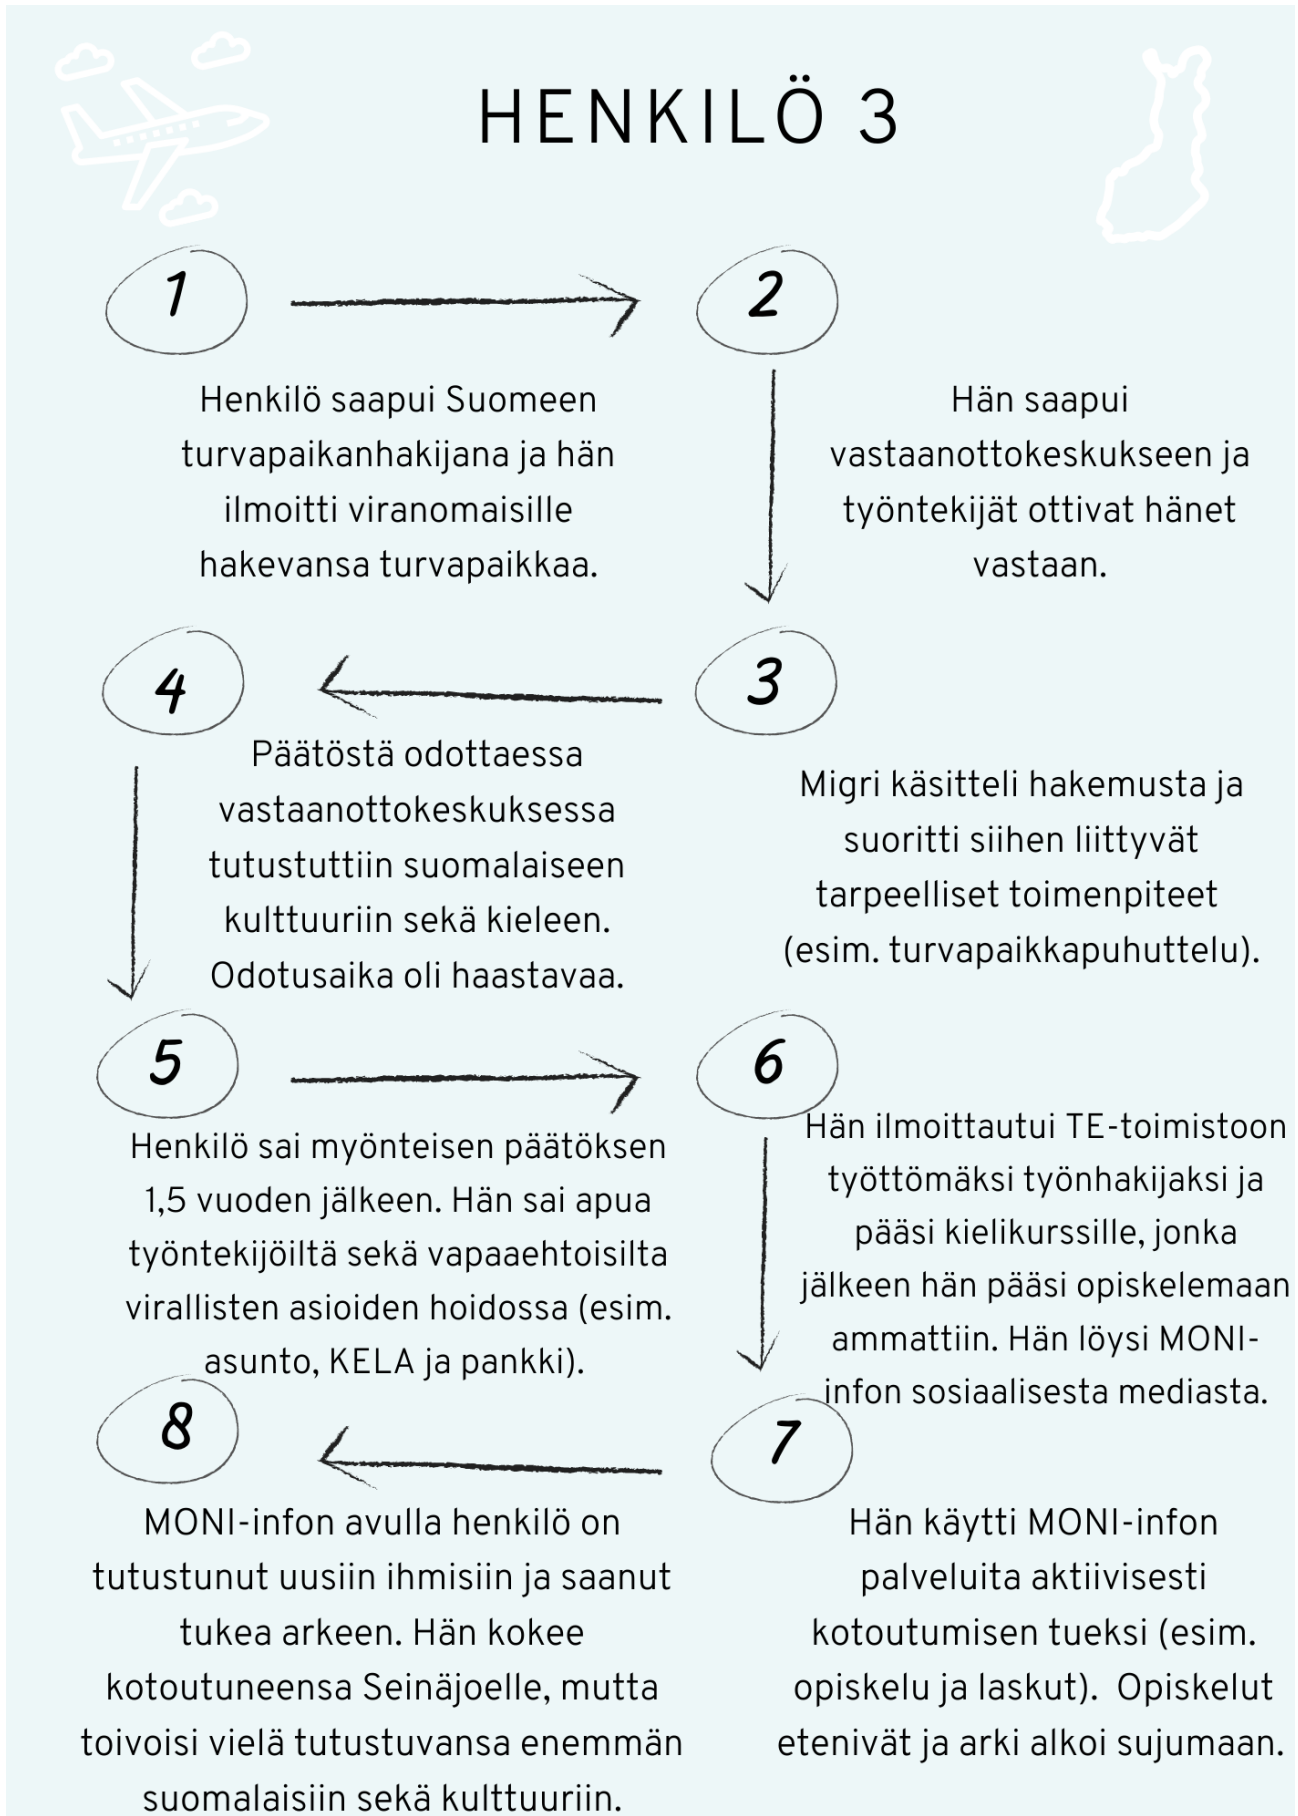 HENKILÖ 3
1
Henkilö saapui Suomeen
turvapaikanhakijana ja hän
ilmoitti viranomaisille
hakevansa turvapaikkaa.
2
Hän saapui
vastaanottokeskukseen ja
työntekijät ottivat hänet
vastaan.
3
Migri käsitteli hakemusta ja
suoritti siihen liittyvät
tarpeelliset toimenpiteet
(esim. turvapaikkapuhuttelu).
4
Päätöstä odottaessa
vastaanottokeskuksessa
tutustuttiin suomalaiseen
kulttuuriin sekä kieleen.
Odotusaika oli haastavaa.
5
Henkilö sai myönteisen päätöksen
1,5 vuoden jälkeen. Hän sai apua
työntekijöiltä sekä vapaaehtoisilta
virallisten asioiden hoidossa (esim.
asunto, KELA ja pankki).
6
Hän ilmoittautui TE-toimistoon
työttömäksi työnhakijaksi ja
pääsi kielikurssille, jonka
jälkeen hän pääsi opiskelemaan
ammattiin. Hän löysi MONI-
infon sosiaalisesta mediasta.
7
Hän käytti MONI-infon
palveluita aktiivisesti
kotoutumisen tueksi (esim.
opiskelu ja laskut). Opiskelut
etenivät ja arki alkoi sujumaan.
8
MONI-infon avulla henkilö on
tutustunut uusiin ihmisiin ja saanut
tukea arkeen. Hän kokee
kotoutuneensa Seinäjoelle, mutta
toivoisi vielä tutustuvansa enemmän
suomalaisiin sekä kulttuuriin.